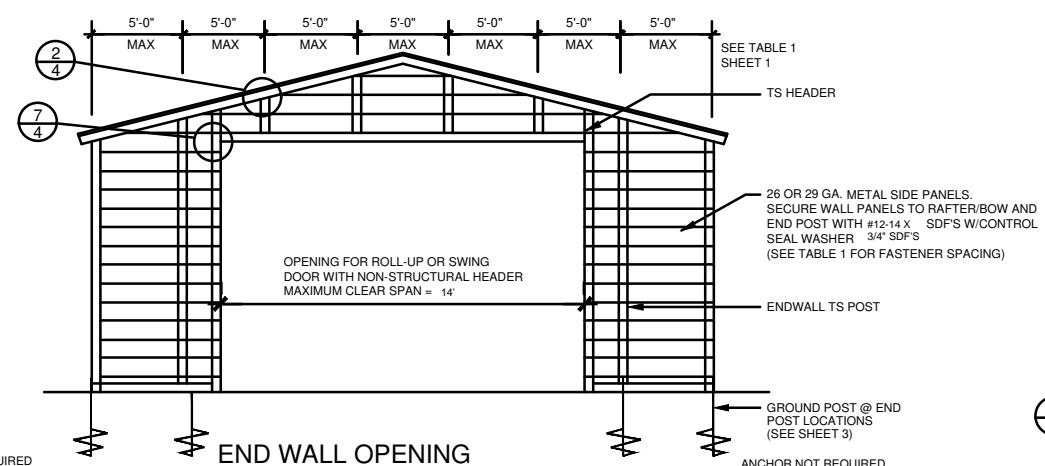 5'-0" 5'-0" 5'-0" 5'-0" 5'-0" 5'-0" 5'-0"
MAX MAX MAX MAX MAX MAX MAX
SEE TABLE 1
SHEET 1
2
4
7
4
TS HEADER
26 OR 29 GA. METAL SIDE PANELS.
SECURE WALL PANELS TO RAFTER/BOW AND
END POST WITH #12-14 X SDF'S W/CONTROL
SEAL WASHER 3/4" SDF'S
(SEE TABLE 1 FOR FASTENER SPACING)
OPENING FOR ROLL-UP OR SWING
DOOR WITH NON-STRUCTURAL HEADER
MAXIMUM CLEAR SPAN = 14'
ENDWALL TS POST
GROUND POST @ END
POST LOCATIONS
(SEE SHEET 3)
END WALL OPENING
ANCHOR NOT REQUIRED